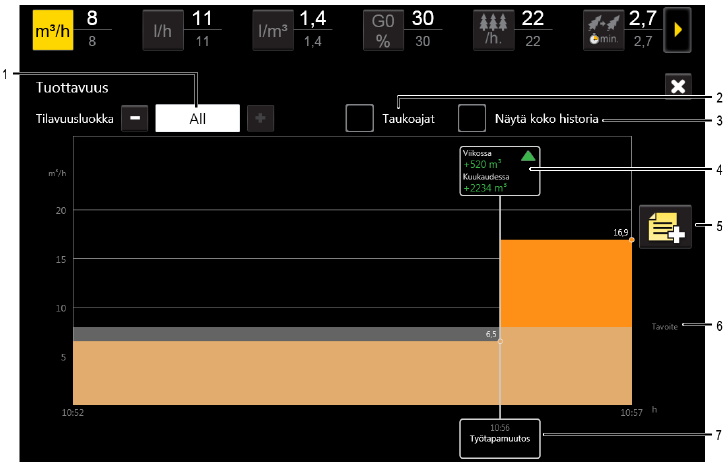 m³/h 8 8
l/h 11 11
l/m³ 1,4 1,4
G0 % 30 30
/h. 22 22
min. 2,7 2,7
1
Tuottavuus
Tilavuusluokka - All + Taukoajat Näytä koko historia
2
3
Viikossa
+520 m³
Kuukaudessa
+2234 m³
4
m³/h
20
15
10
5
16,9
5
6,5
Tavoite
6
10:52
10:57 h
10:56
Työtapamuutos
7